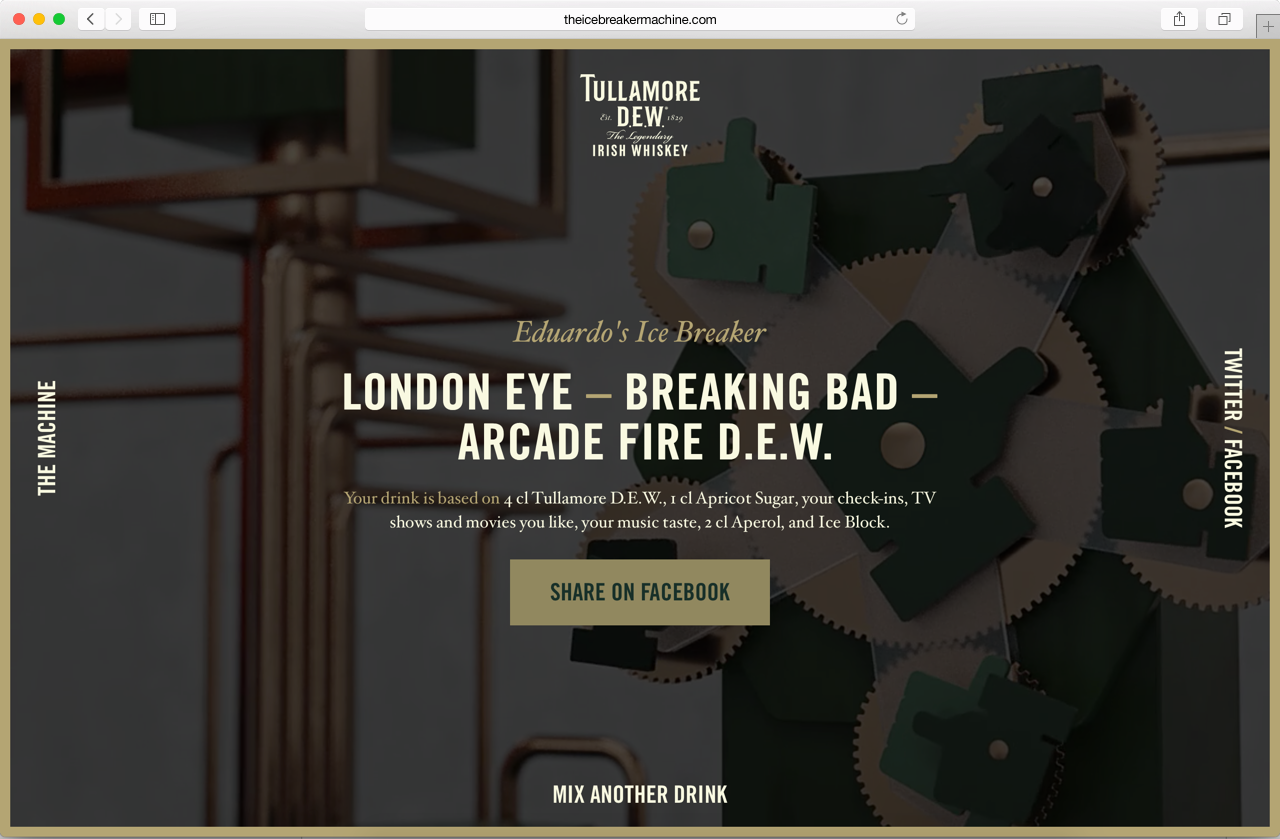 theicebreakermachine.com
TULLAMORE
Est. D.E.W. 1829
The Legendary
IRISH WHISKEY
Eduardo's Ice Breaker
LONDON EYE — BREAKING BAD —
ARCADE FIRE D.E.W.
THE MACHINE
TWITTER / FACEBOOK
Your drink is based on 4 cl Tullamore D.E.W., 1 cl Apricot Sugar, your check-ins, TV
shows and movies you like, your music taste, 2 cl Aperol, and Ice Block.
SHARE ON FACEBOOK
MIX ANOTHER DRINK